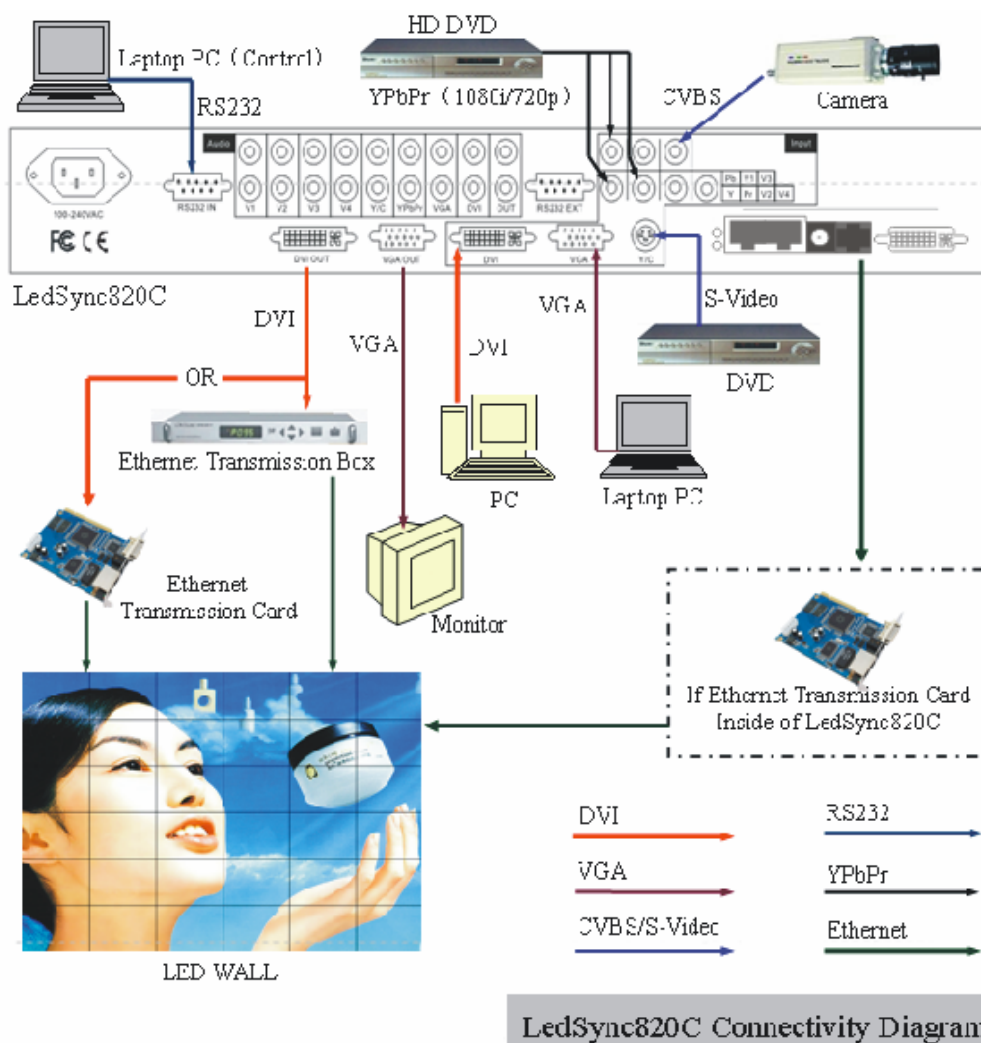 HD DVD
Laptop PC (Control)
YPbPr (1080i/720p)
RS232
CVBS
Camera
Audio
Input
Pb Y1 V3
Y Pr V2 V4
100-240VAC
RS232 IN
V1 V2 V3 V4 Y/C YPbPr VGA DVI OUT
RS232 EXT
FC CE
DVI OUT
VGA OUT
DVI
VGA
Y/C
LedSync820C
DVI
VGA
DVI
VGA
S-Video
DVD
OR
Ethernet Transmission Box
PC
Laptop PC
Ethernet
Transmission Card
Monitor
If Ethernet Transmission Card
Inside of LedSync820C
LED WALL
DVI
RS232
VGA
YPbPr
CVBS/S-Video
Ethernet
LedSync820C Connectivity Diagram